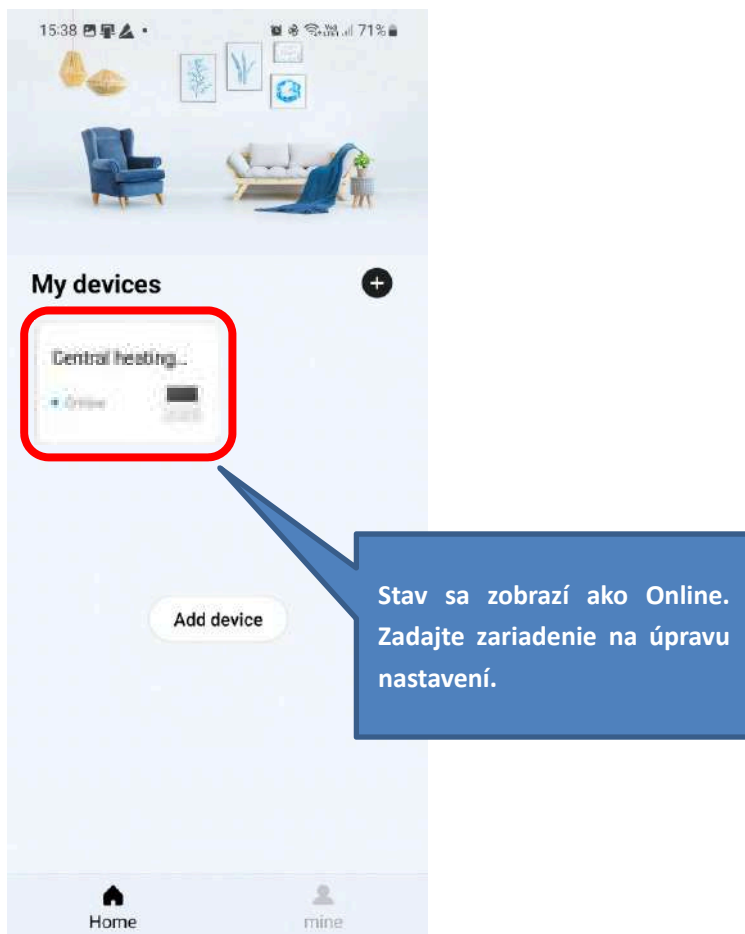 15:38 71%
My devices
Central heating...
Online
Add device
Stav sa zobrazí ako Online.
Zadajte zariadenie na úpravu
nastavení.
Home mine